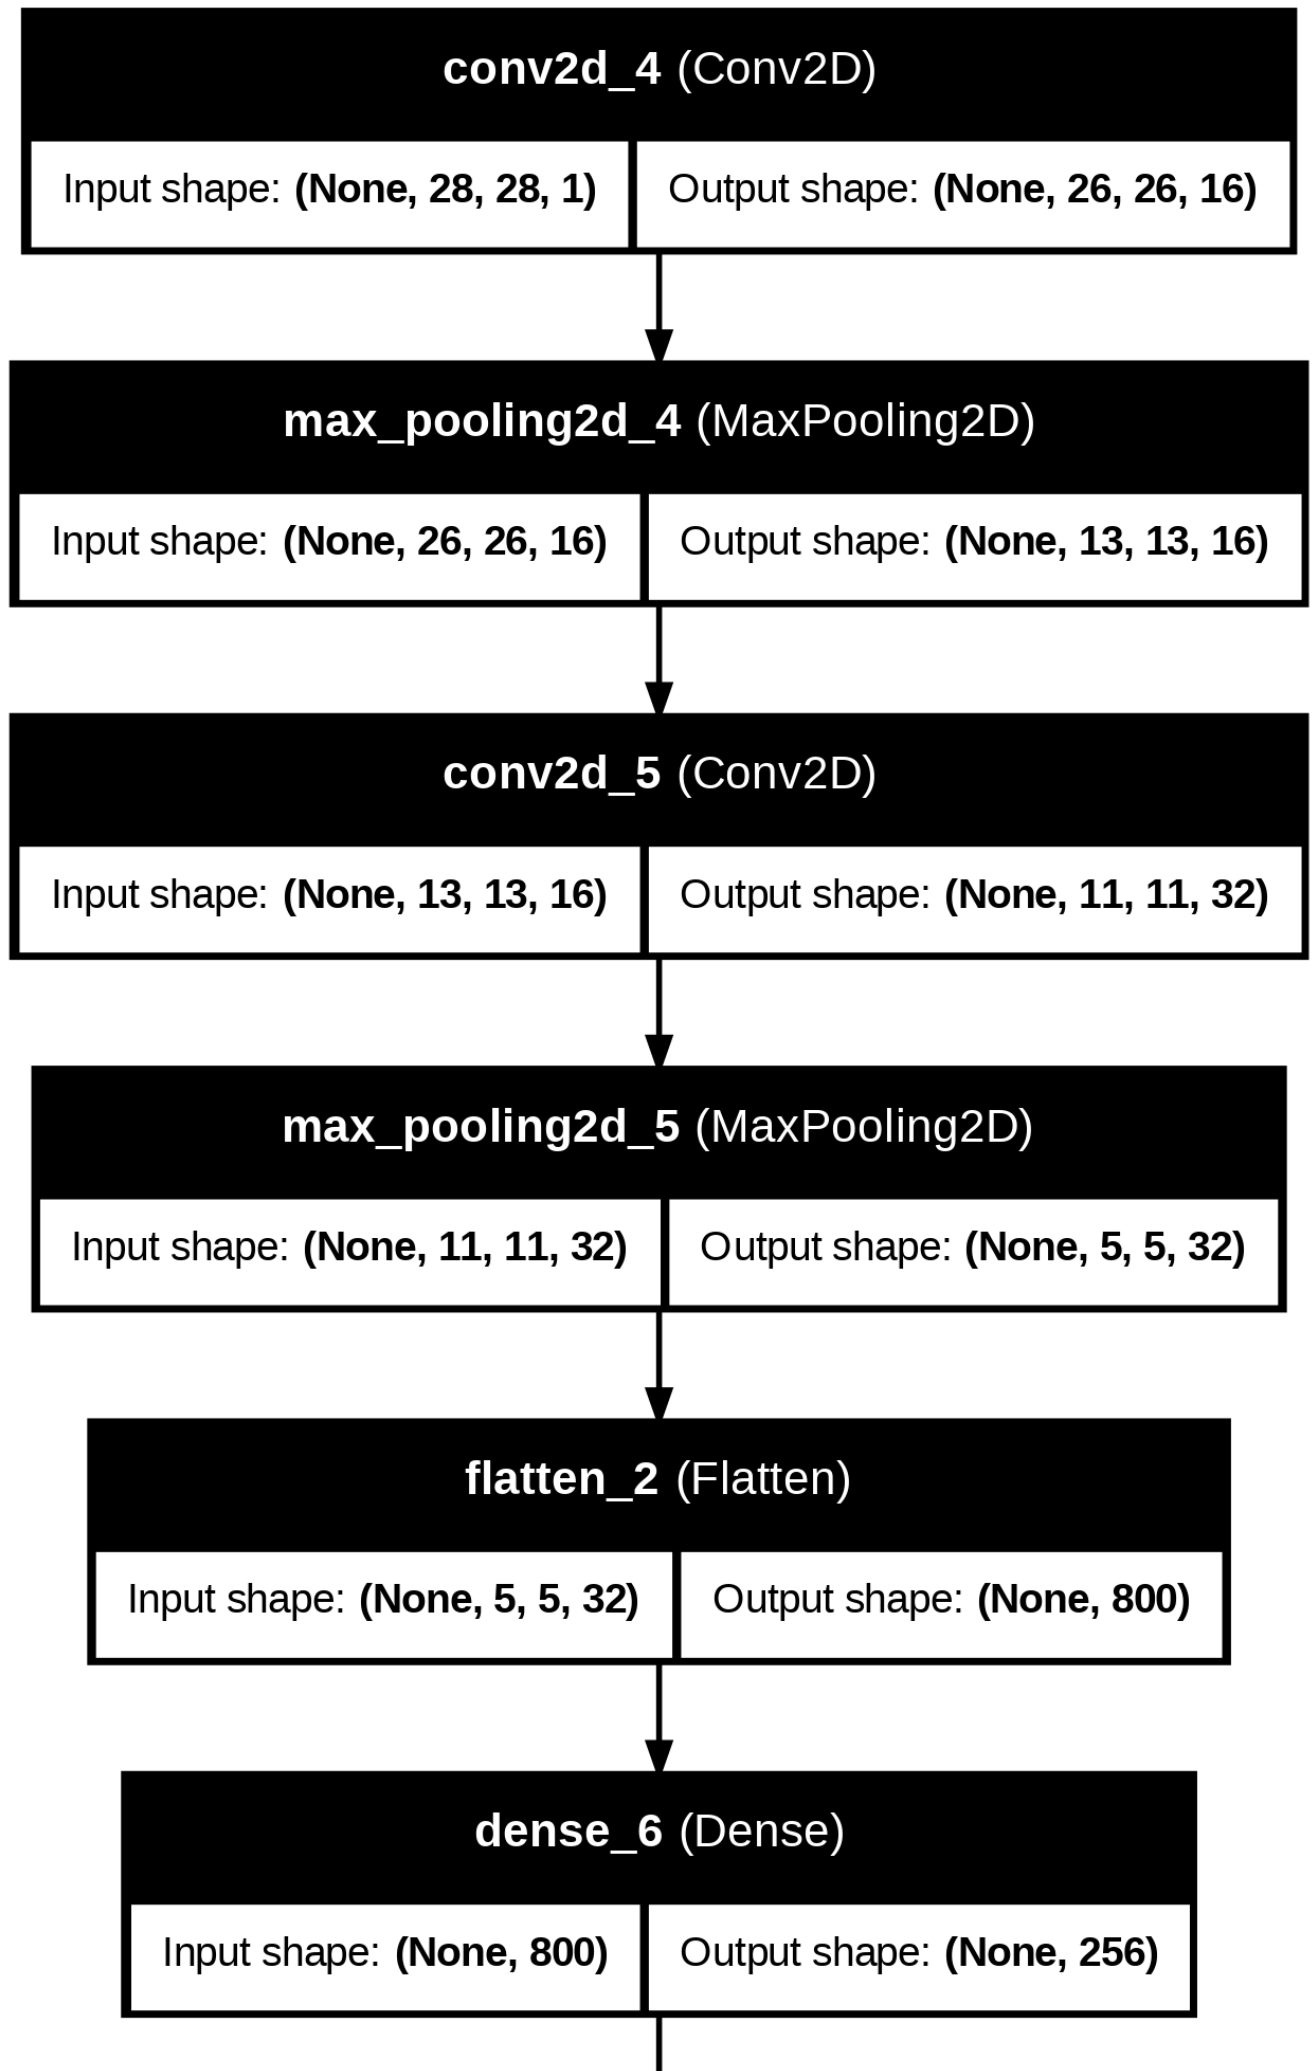 conv2d_4 (Conv2D)
Input shape: (None, 28, 28, 1) Output shape: (None, 26, 26, 16)
max_pooling2d_4 (MaxPooling2D)
Input shape: (None, 26, 26, 16) Output shape: (None, 13, 13, 16)
conv2d_5 (Conv2D)
Input shape: (None, 13, 13, 16) Output shape: (None, 11, 11, 32)
max_pooling2d_5 (MaxPooling2D)
Input shape: (None, 11, 11, 32) Output shape: (None, 5, 5, 32)
flatten_2 (Flatten)
Input shape: (None, 5, 5, 32) Output shape: (None, 800)
dense_6 (Dense)
Input shape: (None, 800) Output shape: (None, 256)